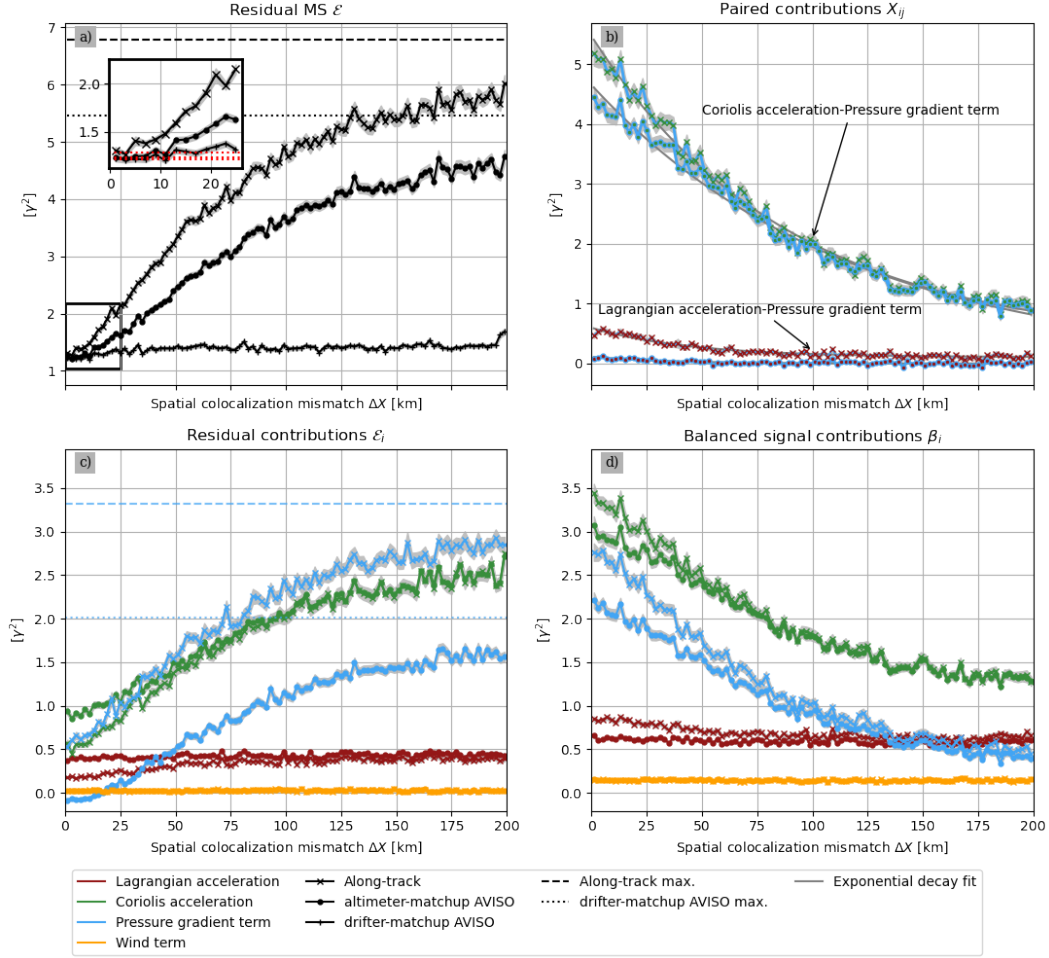 Residual MS ℰ
Paired contributions X_ij
a)
b)
7
6
5
4
3
2
1
[γ²]
2.0
1.5
0 10 20
5
4
3
2
1
0
[γ²]
Coriolis acceleration-Pressure gradient term
Lagrangian acceleration-Pressure gradient term
Spatial colocalization mismatch ΔX [km]
Spatial colocalization mismatch ΔX [km]
Residual contributions ℰ_i
Balanced signal contributions β_i
c)
d)
3.5
3.0
2.5
2.0
1.5
1.0
0.5
0.0
[γ²]
0 25 50 75 100 125 150 175 200
3.5
3.0
2.5
2.0
1.5
1.0
0.5
0.0
[γ²]
0 25 50 75 100 125 150 175 200
Spatial colocalization mismatch ΔX [km]
Spatial colocalization mismatch ΔX [km]
Lagrangian acceleration
Coriolis acceleration
Pressure gradient term
Wind term
Along-track
altimeter-matchup AVISO
drifter-matchup AVISO
Along-track max.
drifter-matchup AVISO max.
Exponential decay fit